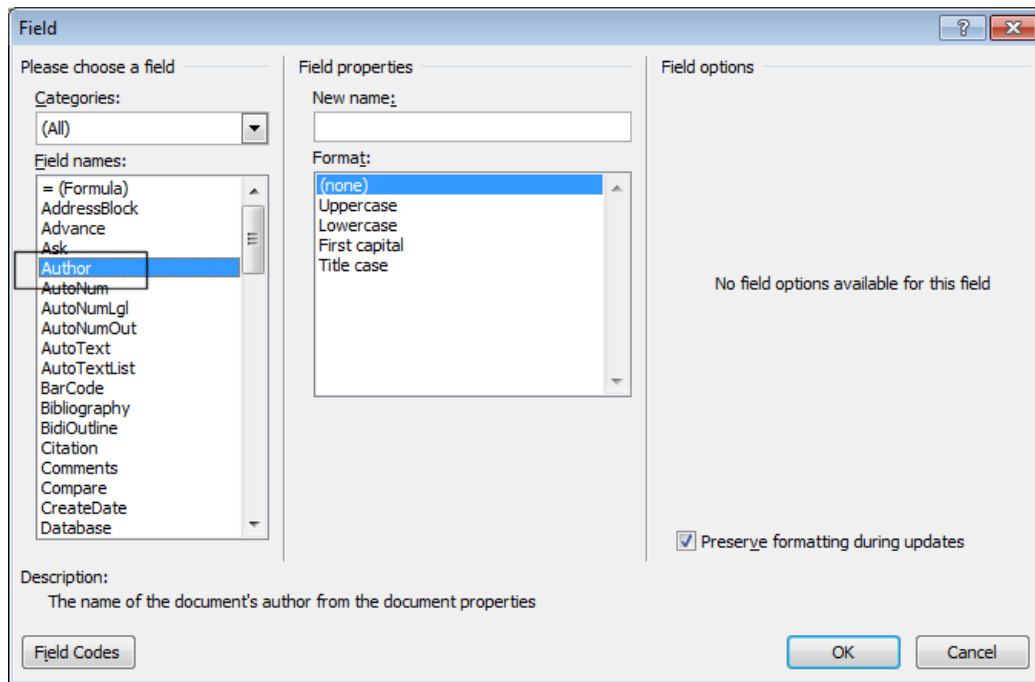 Field
Please choose a field
Categories:
(All)
Field names:
= (Formula)
AddressBlock
Advance
Ask
Author
AutoNum
AutoNumLgl
AutoNumOut
AutoText
AutoTextList
BarCode
Bibliography
BidiOutline
Citation
Comments
Compare
CreateDate
Database
Field properties
New name:
Format:
(none)
Uppercase
Lowercase
First capital
Title case
Field options
No field options available for this field
Preserve formatting during updates
Description:
The name of the document's author from the document properties
Field Codes
OK
Cancel